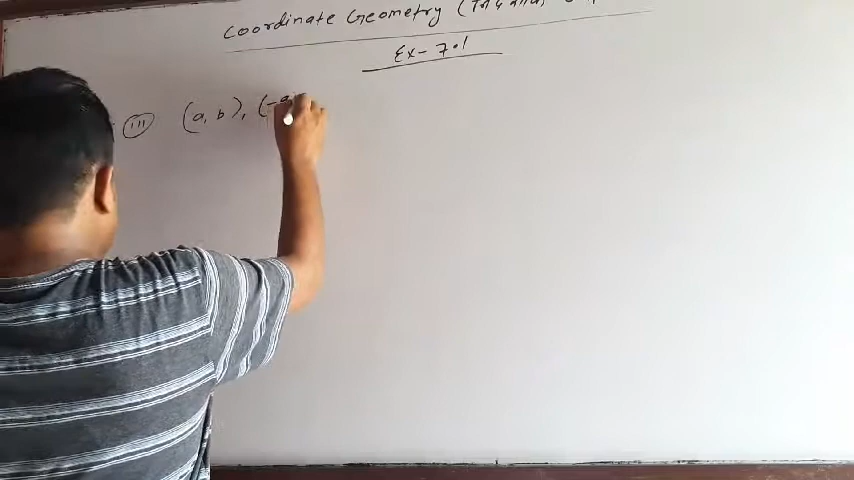 Coordinate Geometry (
Ex- 7.1
(iii) (a, b), (-a